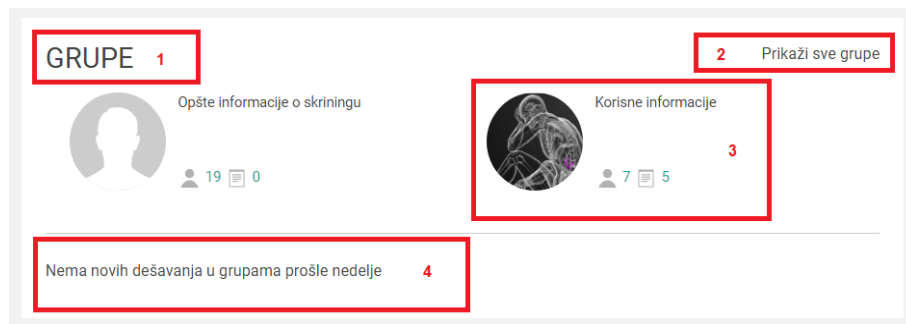 GRUPE 1
2 Prikaži sve grupe
Opšte informacije o skriningu
19 0
Korisne informacije
3
7 5
Nema novih dešavanja u grupama prošle nedelje 4